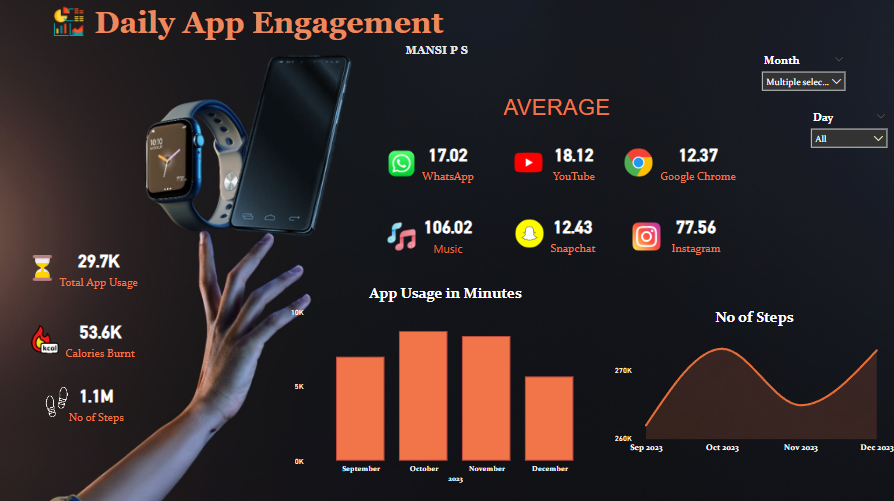 Daily App Engagement
MANSI P S
Month
Multiple selec...
Day
All
AVERAGE
17.02
WhatsApp
18.12
YouTube
12.37
Google Chrome
106.02
Music
12.43
Snapchat
77.56
Instagram
10:10
29.7K
Total App Usage
53.6K
Calories Burnt
kcal
1.1M
No of Steps
App Usage in Minutes
10K
5K
0K
September October November December
2023
No of Steps
270K
260K
Sep 2023 Oct 2023 Nov 2023 Dec 2023